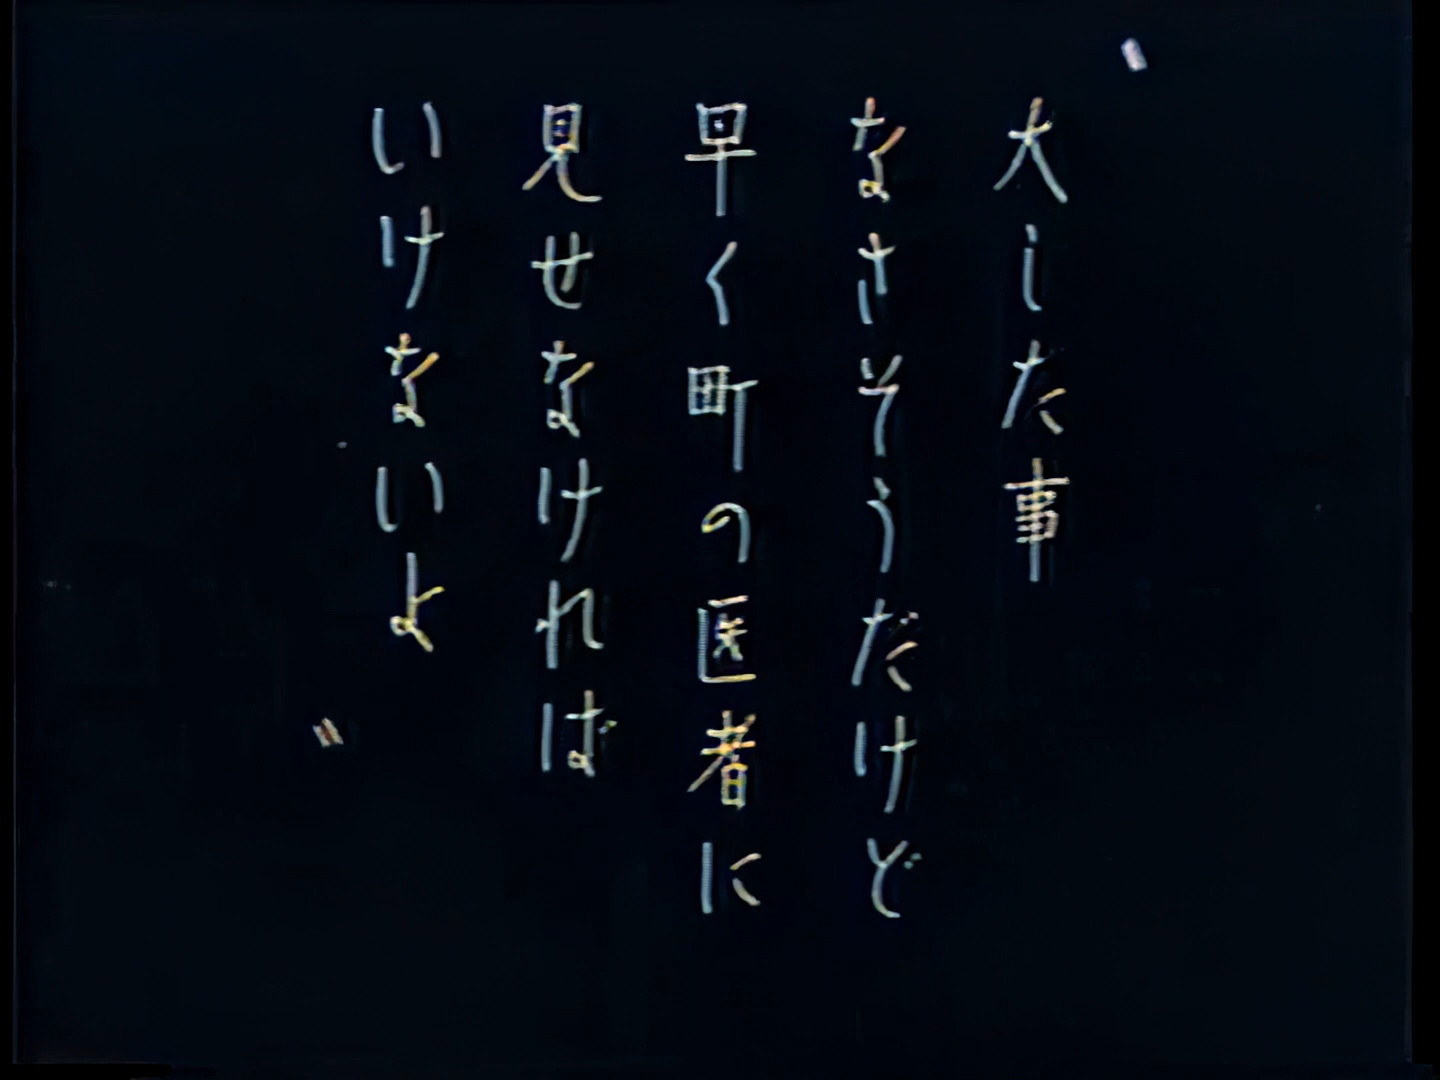 大した事
なさそうだけど
早く町の医者に
見せなければ
いけないよ